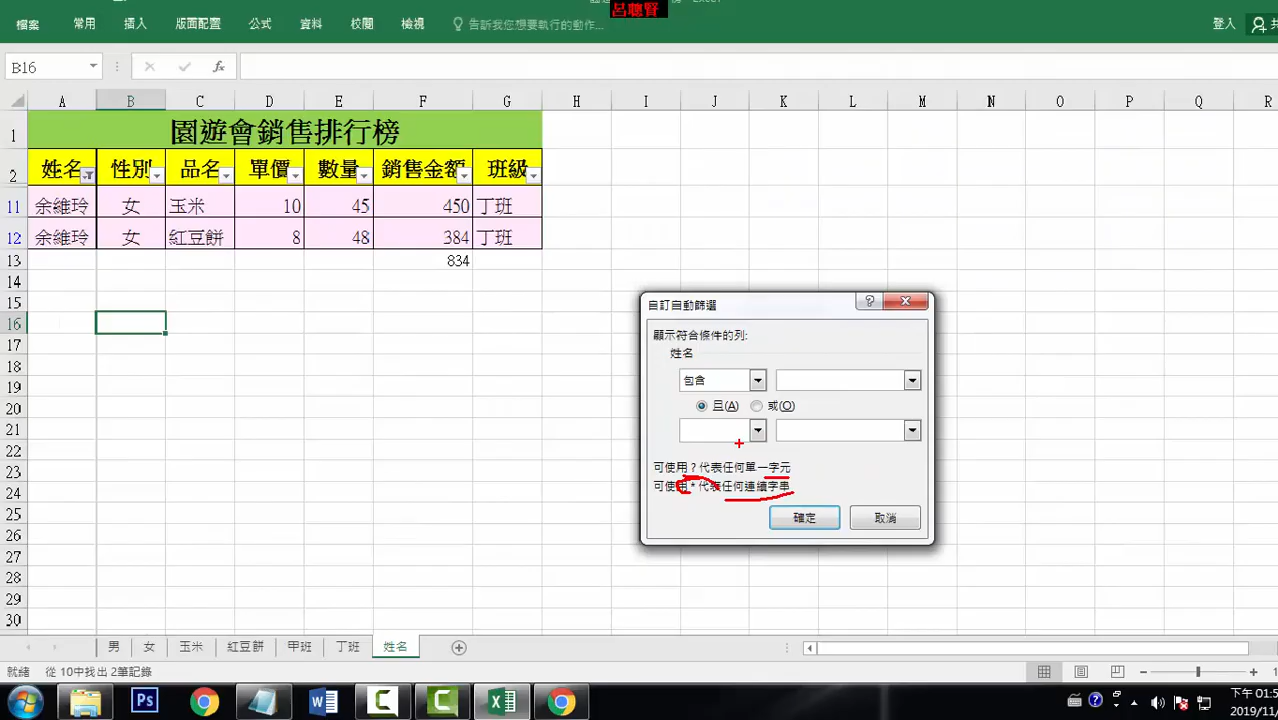 呂聰賢
檔案 常用 插入 版面配置 公式 資料 校閱 檢視 告訴我您想要執行的動作... 登入
B16 fx
A B C D E F G H I J K L M N O P Q R
1 園遊會銷售排行榜
2 姓名 性別 品名 單價 數量 銷售金額 班級
11 余維玲 女 玉米 10 45 450 丁班
12 余維玲 女 紅豆餅 8 48 384 丁班
13 834
14
15
16
17
18
19
20
21
22
23
24
25
26
27
28
29
30
自訂自動篩選
顯示符合條件的列:
姓名
包含
且(A) 或(O)
可使用 ? 代表任何單一字元
可使用 * 代表任何連續字串
確定 取消
男 女 玉米 紅豆餅 甲班 丁班 姓名
就緒 從 10中找出 2筆記錄
Ps
下午 01:5
2019/11/